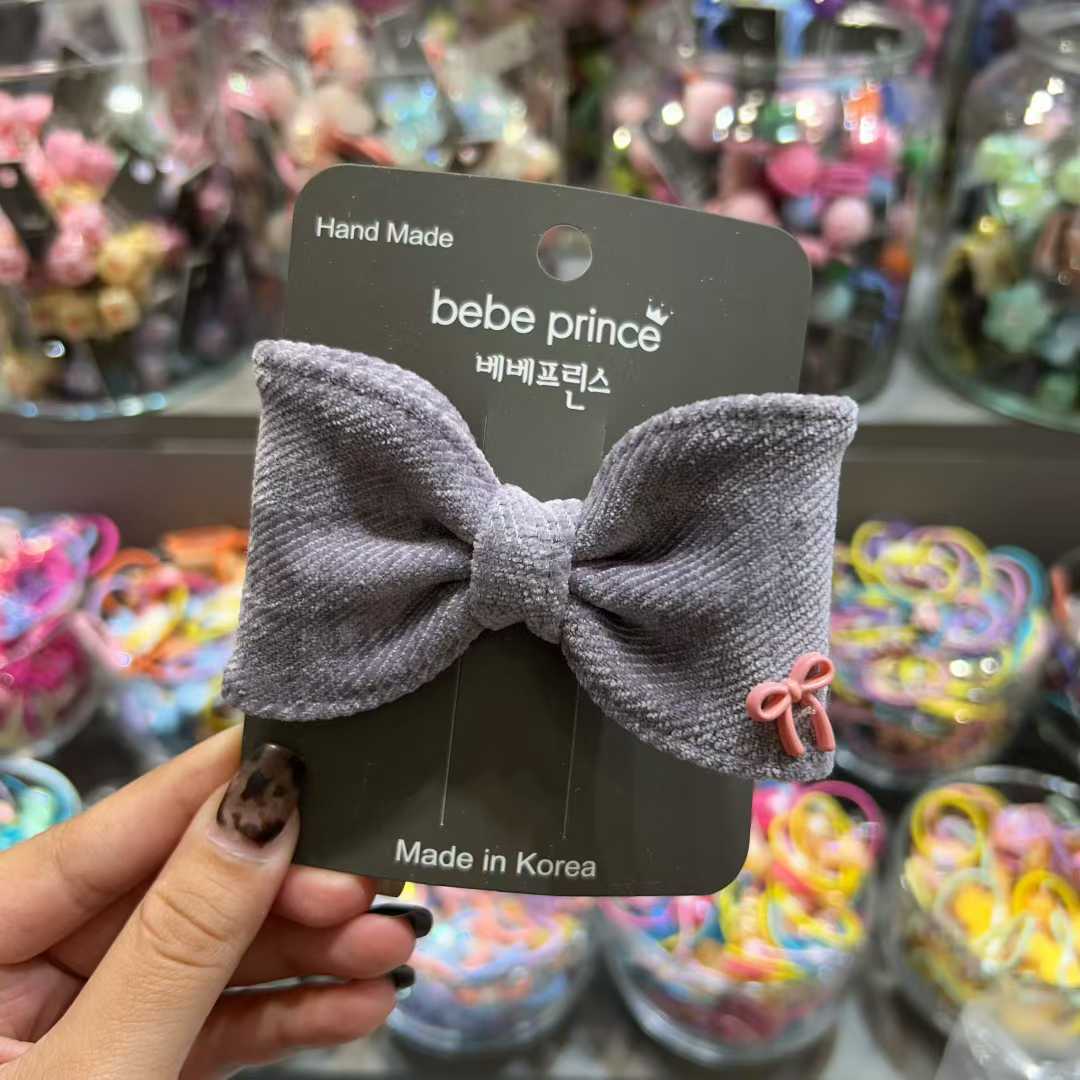 Hand Made
bebe prince
베베프린스
Made in Korea